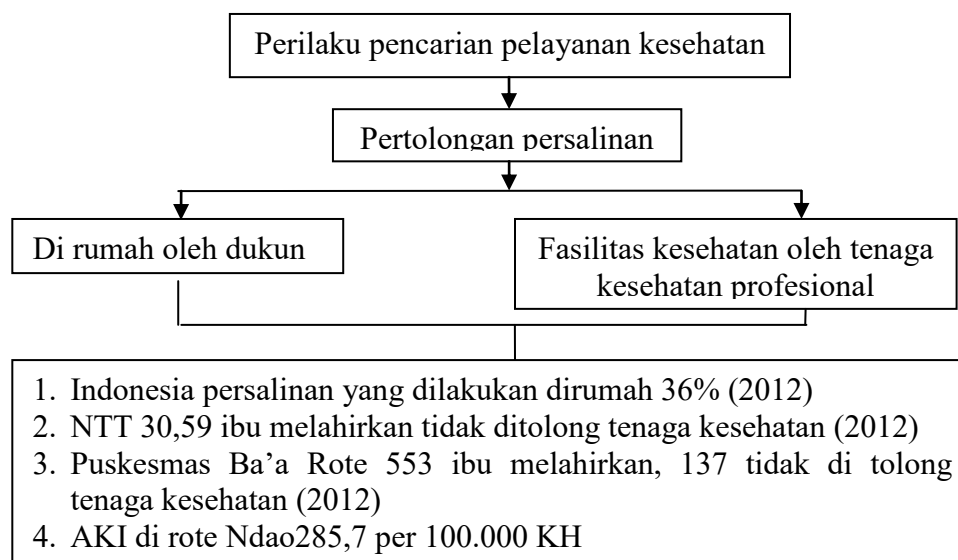 Perilaku pencarian pelayanan kesehatan
Pertolongan persalinan
Di rumah oleh dukun
Fasilitas kesehatan oleh tenaga
kesehatan profesional
1. Indonesia persalinan yang dilakukan dirumah 36% (2012)
2. NTT 30,59 ibu melahirkan tidak ditolong tenaga kesehatan (2012)
3. Puskesmas Ba’a Rote 553 ibu melahirkan, 137 tidak di tolong
tenaga kesehatan (2012)
4. AKI di rote Ndao285,7 per 100.000 KH